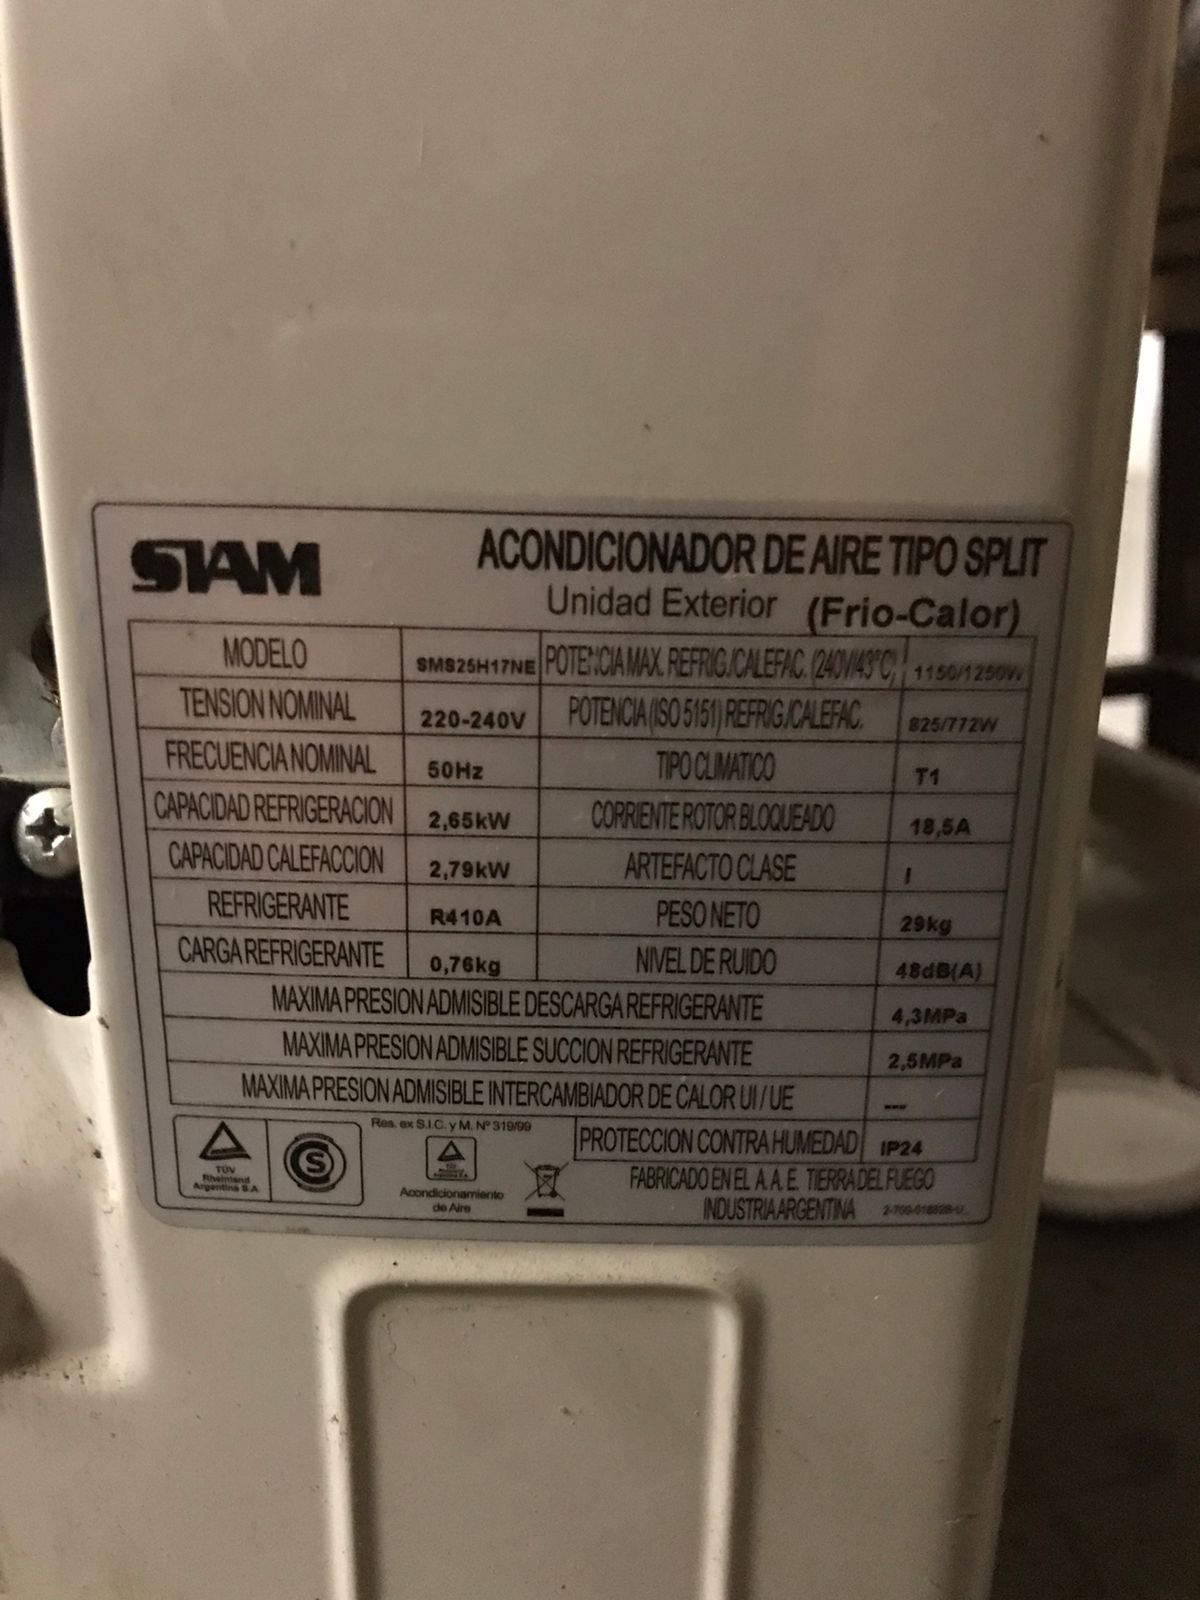 SIAM
ACONDICIONADOR DE AIRE TIPO SPLIT
Unidad Exterior (Frio-Calor)
MODELO SMS25H17NE POTENCIA MAX. REFRIG./CALEFAC. (240V/43°C) 1150/1250W
TENSION NOMINAL 220-240V POTENCIA (ISO 5151) REFRIG./CALEFAC. 825/772W
FRECUENCIA NOMINAL 50Hz TIPO CLIMATICO T1
CAPACIDAD REFRIGERACION 2,65kW CORRIENTE ROTOR BLOQUEADO 18,5A
CAPACIDAD CALEFACCION 2,79kW ARTEFACTO CLASE I
REFRIGERANTE R410A PESO NETO 29kg
CARGA REFRIGERANTE 0,76kg NIVEL DE RUIDO 48dB(A)
MAXIMA PRESION ADMISIBLE DESCARGA REFRIGERANTE 4,3MPa
MAXIMA PRESION ADMISIBLE SUCCION REFRIGERANTE 2,5MPa
MAXIMA PRESION ADMISIBLE INTERCAMBIADOR DE CALOR UI / UE ---
Res. ex S.I.C. y M. Nº 319/99
PROTECCION CONTRA HUMEDAD IP24
TÜV
Rheinland
Argentina S.A
S
Acondicionamiento
de Aire
FABRICADO EN EL A.A.E. TIERRA DEL FUEGO
INDUSTRIA ARGENTINA